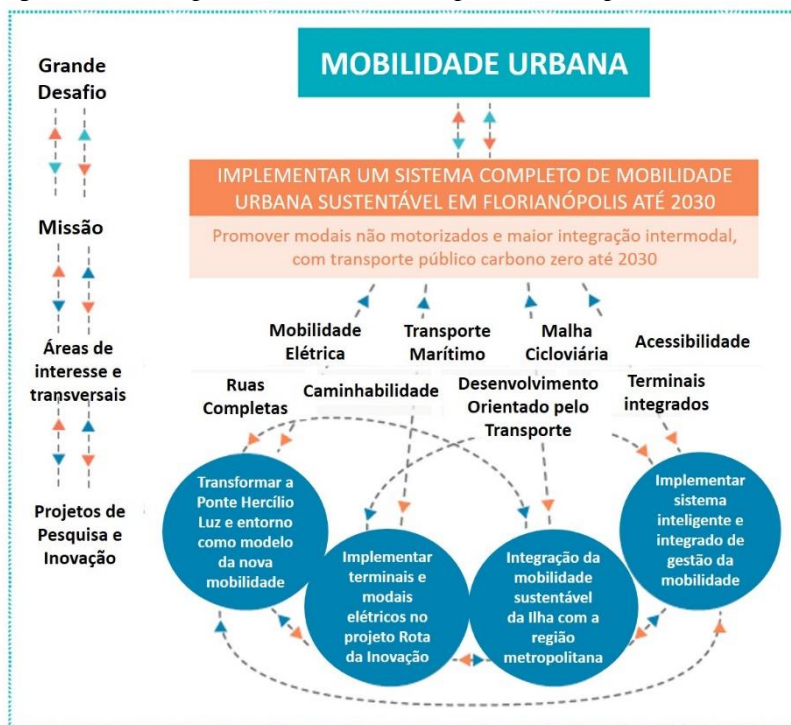 MOBILIDADE URBANA
Grande
Desafio
IMPLEMENTAR UM SISTEMA COMPLETO DE MOBILIDADE
URBANA SUSTENTÁVEL EM FLORIANÓPOLIS ATÉ 2030
Promover modais não motorizados e maior integração intermodal,
com transporte público carbono zero até 2030
Missão
Áreas de
interesse e
transversais
Mobilidade
Elétrica
Transporte
Marítimo
Malha
Cicloviária
Acessibilidade
Ruas
Completas
Caminhabilidade
Desenvolvimento
Orientado pelo
Transporte
Terminais
integrados
Projetos de
Pesquisa e
Inovação
Transformar a
Ponte Hercílio
Luz e entorno
como modelo
da nova
mobilidade
Implementar
terminais e
modais
elétricos no
projeto Rota
da Inovação
Integração da
mobilidade
sustentável
da Ilha com a
região
metropolitana
Implementar
sistema
inteligente e
integrado de
gestão da
mobilidade